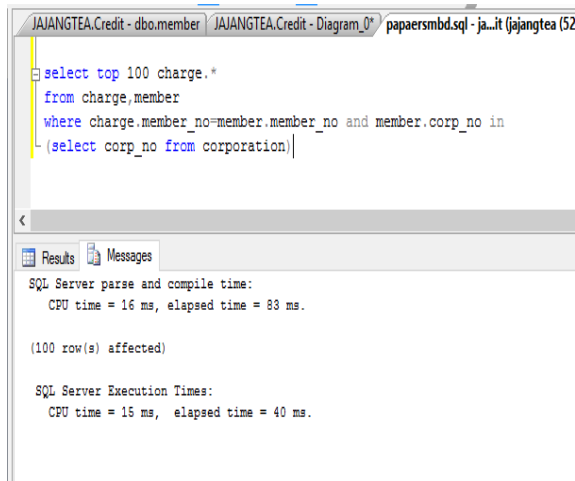 JAJANGTEA.Credit - dbo.member JAJANGTEA.Credit - Diagram_0* papaersmbd.sql - ja...it (jajangtea (52
select top 100 charge.*
from charge,member
where charge.member_no=member.member_no and member.corp_no in
(select corp_no from corporation)
Results Messages
SQL Server parse and compile time:
CPU time = 16 ms, elapsed time = 83 ms.
(100 row(s) affected)
SQL Server Execution Times:
CPU time = 15 ms, elapsed time = 40 ms.